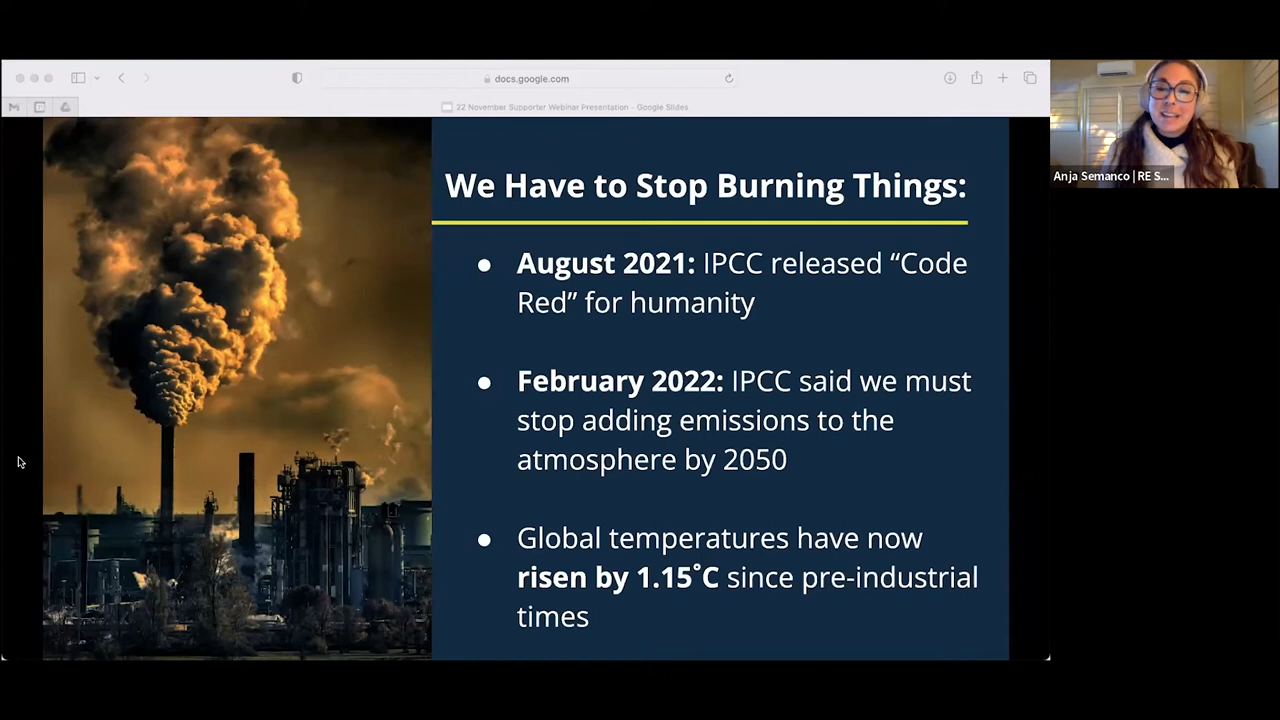 docs.google.com
22 November Supporter Webinar Presentation - Google Slides
We Have to Stop Burning Things:
● August 2021: IPCC released “Code
Red” for humanity
● February 2022: IPCC said we must
stop adding emissions to the
atmosphere by 2050
● Global temperatures have now
risen by 1.15˚C since pre-industrial
times
Anja Semanco | RE S...